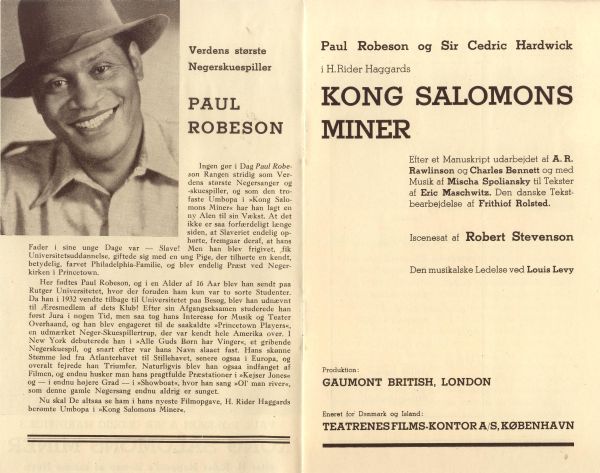 Verdens største
Negerskuespiller
PAUL
ROBESON
Ingen gør i Dag Paul Robe-
son Rangen stridig som Ver-
dens største Negersanger og
-skuespiller, og som den tro-
faste Umbopa i »Kong Salo-
mons Miner« har han lagt en
ny Alen til sin Vækst. At det
ikke er saa forfærdeligt længe
siden, at Slaveriet endelig op-
hørte, fremgaar deraf, at hans
Fader i sine unge Dage var — Slave! Men han blev frigivet, fik
Universitetsuddannelse, giftede sig med en ung Pige, der tilhørte en kendt,
betydelig, farvet Philadelphia-Familie, og blev endelig Præst ved Neger-
kirken i Princetown.
Her fødtes Paul Robeson, og i en Alder af 16 Aar blev han sendt paa
Rutger Universitetet, hvor der foruden ham kun var to sorte Studenter.
Da han i 1932 vendte tilbage til Universitetet paa Besøg, blev han udnævnt
til Æresmedlem af dets Klub! Efter sin Afgangseksamen studerede han
først Jura i nogen Tid, men saa tog hans Interesse for Musik og Teater
Overhaand, og han blev engageret til de saakaldte »Princetown Players«,
en udmærket Neger-Skuespillertrup, der var kendt hele Amerika over. I
New York debuterede han i »Alle Guds Børn har Vinger«, et gribende
Negerskuespil, og snart efter var hans Navn slaaet fast. Hans skønne
Stemme lød fra Atlanterhavet til Stillehavet, senere ogsaa i Europa, og
overalt fejrede han Triumfer. Naturligvis blev han ogsaa indfanget af
Filmen, og endnu husker man hans prægtfulde Præstationer i »Kejser Jones«
og — i endnu højere Grad — i »Showboat«, hvor han sang »Ol' man river«,
som denne gamle Negersang endnu aldrig er sunget.
Nu skal De altsaa se ham i hans nyeste Filmopgave, H. Rider Haggards
berømte Umbopa i »Kong Salomons Miner«.
Paul Robeson og Sir Cedric Hardwick
i H. Rider Haggards
KONG SALOMONS
MINER
Efter et Manuskript udarbejdet af A. R.
Rawlinson og Charles Bennett og med
Musik af Mischa Spoliansky til Tekster
af Eric Maschwitz. Den danske Tekst-
bearbejdelse af Frithiof Rolsted.
Iscenesat af Robert Stevenson
Den musikalske Ledelse ved Louis Levy
Produktion:
GAUMONT BRITISH, LONDON
Eneret for Danmark og Island:
TEATRENES FILMS-KONTOR A/S, KØBENHAVN